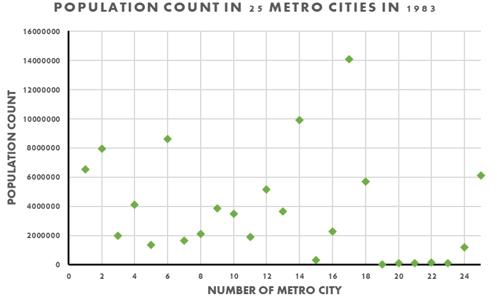 POPULATION COUNT IN 25 METRO CITIES IN 1983
16000000
14000000
12000000
10000000
8000000
6000000
4000000
2000000
0
POPULATION COUNT
0 2 4 6 8 10 12 14 16 18 20 22 24
NUMBER OF METRO CITY